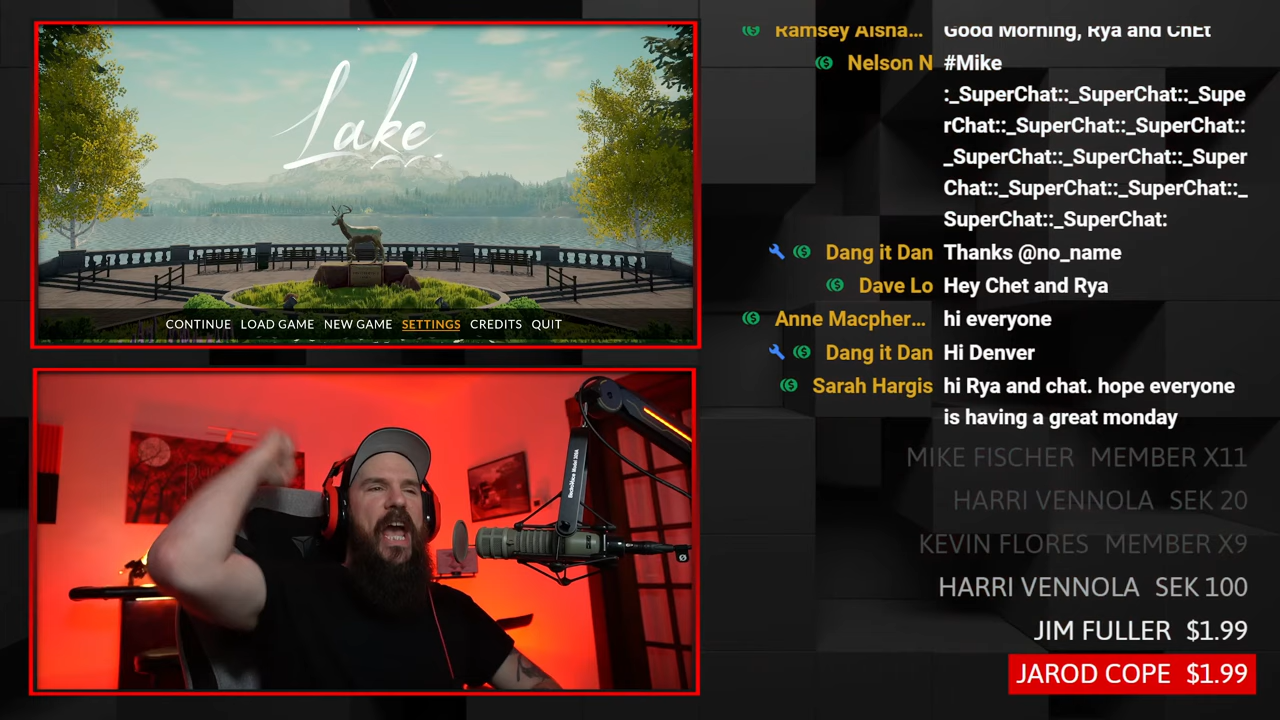 Lake
CONTINUE LOAD GAME NEW GAME SETTINGS CREDITS QUIT
Ramsey Alsha... Good Morning, Rya and ChEt
Nelson N #Mike
:_SuperChat::_SuperChat::_Supe
rChat::_SuperChat::_SuperChat::
_SuperChat::_SuperChat::_Super
Chat::_SuperChat::_SuperChat::_
SuperChat::_SuperChat:
Dang it Dan Thanks @no_name
Dave Lo Hey Chet and Rya
Anne Macpher... hi everyone
Dang it Dan Hi Denver
Sarah Hargis hi Rya and chat. hope everyone
is having a great monday
MIKE FISCHER MEMBER X11
HARRI VENNOLA SEK 20
KEVIN FLORES MEMBER X9
HARRI VENNOLA SEK 100
JIM FULLER $1.99
JAROD COPE $1.99